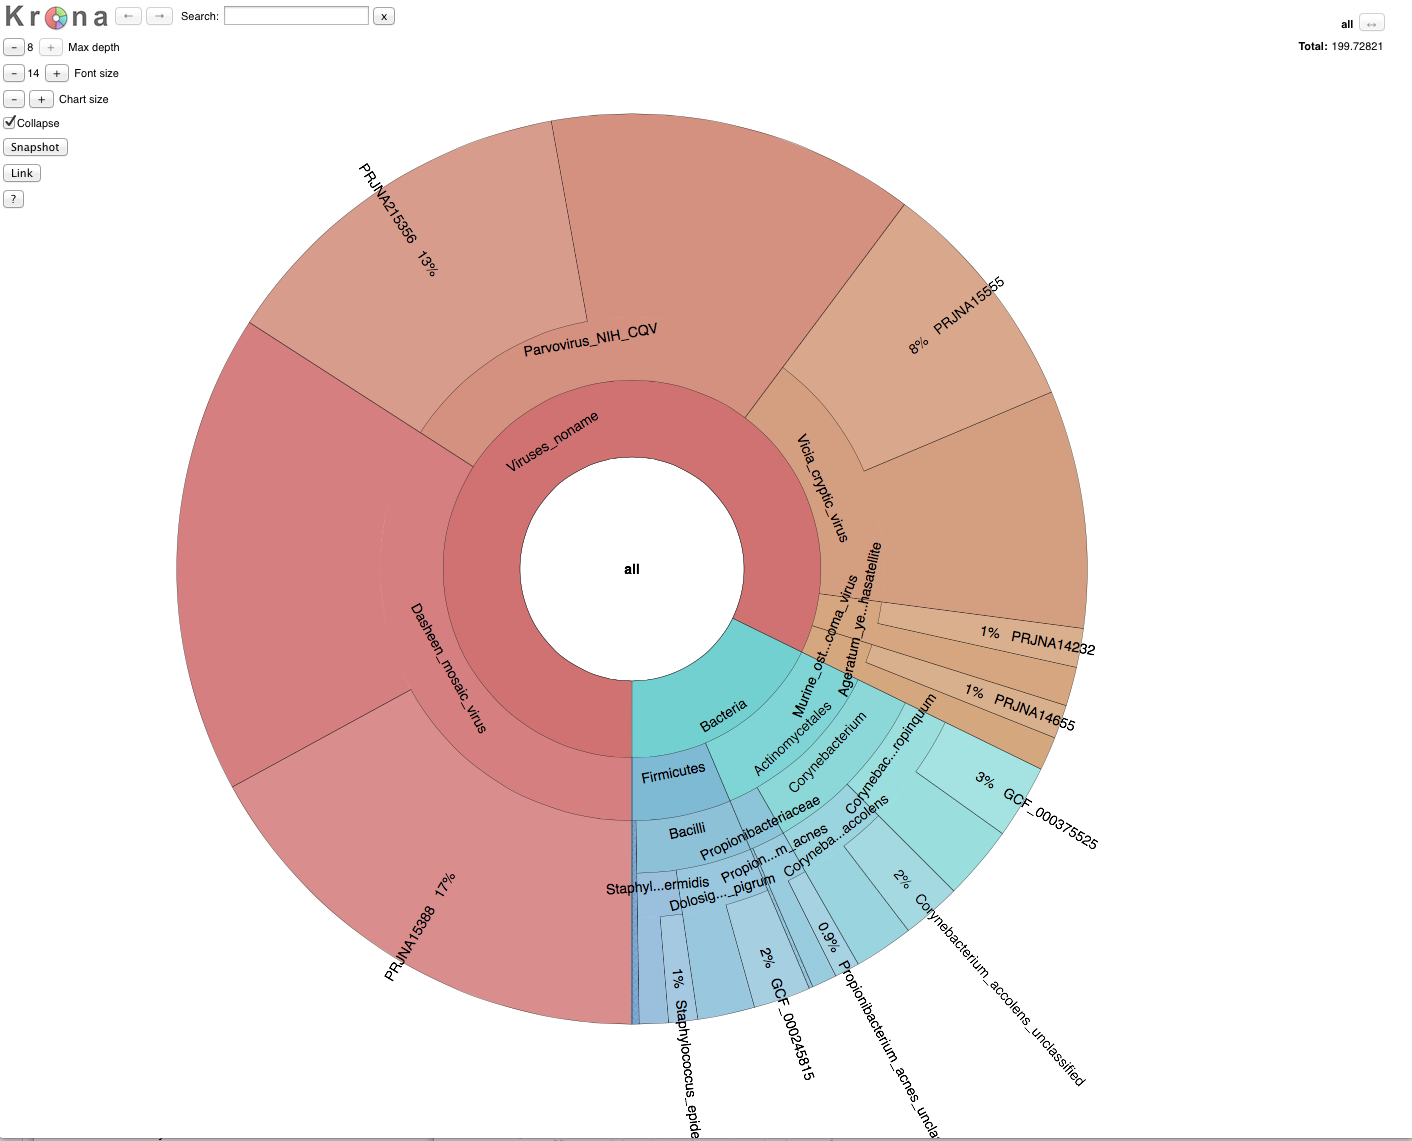 Krona ← → Search: x
all ↔
Total: 199.72821
- 8 + Max depth
- 14 + Font size
- + Chart size
Collapse
Snapshot
Link
?
PRJNA215356 13%
Parvovirus_NIH_CQV
8% PRJNA15555
Viruses_noname
Vicia_cryptic_virus
all
Dasheen_mosaic_virus
PRJNA15388 17%
Murine_ost...coma_virus
Ageratum_ye...hasatellite
1% PRJNA14232
1% PRJNA14655
Bacteria
Actinomycetales
Corynebacterium
Corynebac...ropinquum
3% GCF_000375525
Firmicutes
Bacilli
Propionibacteriaceae
Propion...m_acnes
Coryneba...accolens
Staphyl...ermidis
Dolosig..._pigrum
2% Corynebacterium_accolens_unclassified
0.9% Propionibacterium_acnes_uncla
2% GCF_000245815
1% Staphylococcus_epide